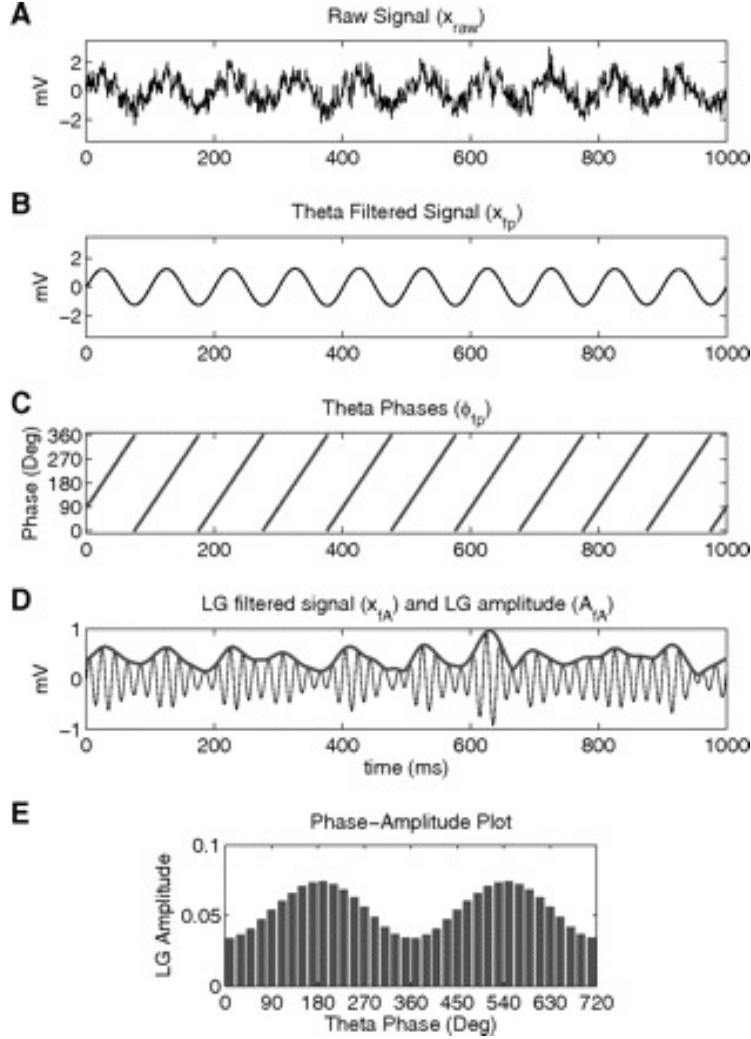 A
Raw Signal (x_raw)
mV
2
0
−2
0 200 400 600 800 1000
B
Theta Filtered Signal (x_fp)
mV
2
0
−2
0 200 400 600 800 1000
C
Theta Phases (ϕ_fp)
Phase (Deg)
360
270
180
90
0
0 200 400 600 800 1000
D
LG filtered signal (x_fA) and LG amplitude (A_fA)
mV
1
0
−1
0 200 400 600 800 1000
time (ms)
E
Phase−Amplitude Plot
LG Amplitude
0.1
0.05
0
0 90 180 270 360 450 540 630 720
Theta Phase (Deg)